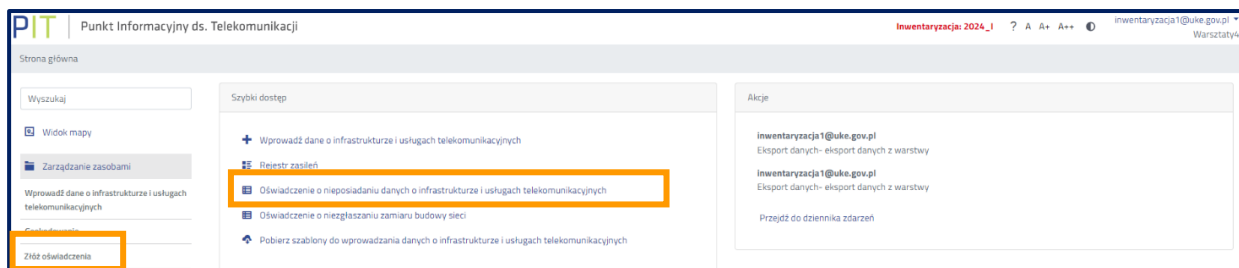 PIT Punkt Informacyjny ds. Telekomunikacji
Inwentaryzacja: 2024_I ? A A+ A++ inwentaryzacja1@uke.gov.pl
Warsztaty4
Strona główna
Wyszukaj
Widok mapy
Zarządzanie zasobami
Wprowadź dane o infrastrukturze i usługach
telekomunikacyjnych
Złóż oświadczenia
Szybki dostęp
Wprowadź dane o infrastrukturze i usługach telekomunikacyjnych
Rejestr zasileń
Oświadczenie o nieposiadaniu danych o infrastrukturze i usługach telekomunikacyjnych
Oświadczenie o niezgłaszaniu zamiaru budowy sieci
Pobierz szablony do wprowadzania danych o infrastrukturze i usługach telekomunikacyjnych
Akcje
inwentaryzacja1@uke.gov.pl
Eksport danych- eksport danych z warstwy
inwentaryzacja1@uke.gov.pl
Eksport danych- eksport danych z warstwy
Przejdź do dziennika zdarzeń